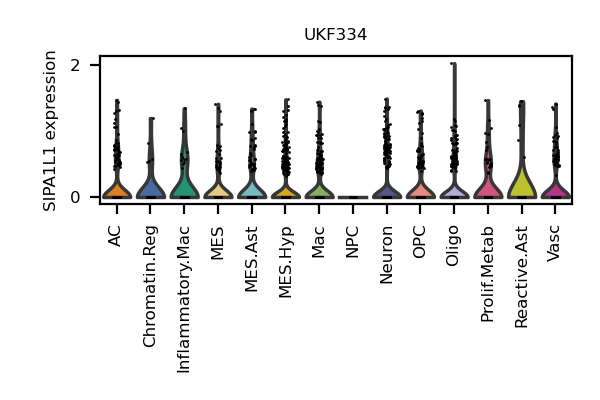 UKF334
SIPA1L1 expression
2
0
AC
Chromatin.Reg
Inflammatory.Mac
MES
MES.Ast
MES.Hyp
Mac
NPC
Neuron
OPC
Oligo
Prolif.Metab
Reactive.Ast
Vasc